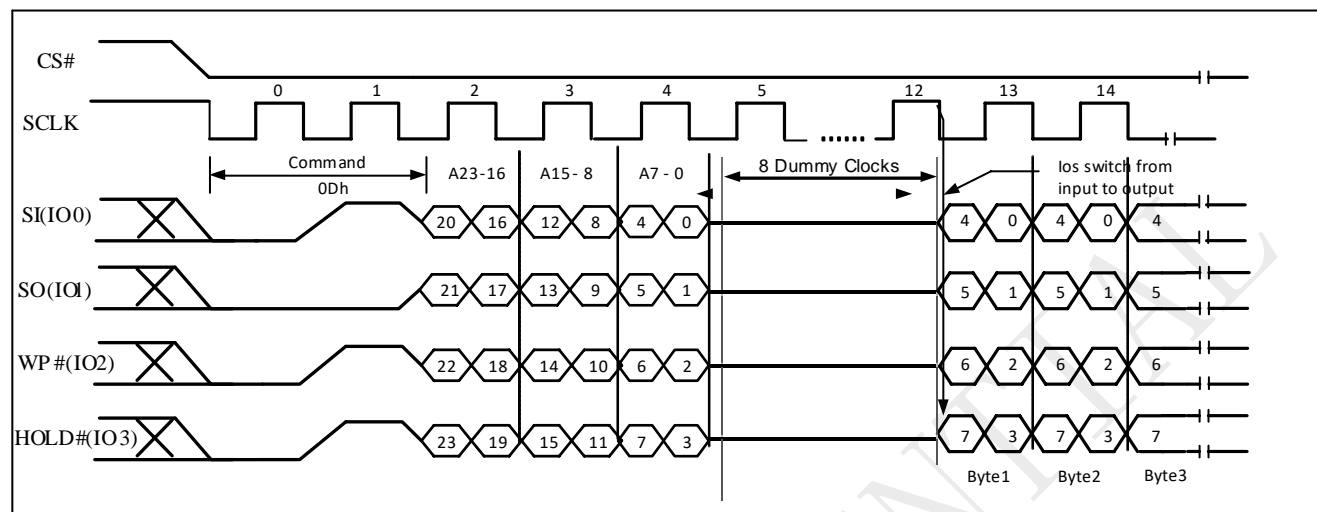 CS#
0 1 2 3 4 5 12 13 14
SCLK
......
Command
0Dh
A23-16 A15-8 A7-0
8 Dummy Clocks
Ios switch from
input to output
SI(IO0) 20 16 12 8 4 0 4 0 4 0 4
SO(IO1) 21 17 13 9 5 1 5 1 5 1 5
WP#(IO2) 22 18 14 10 6 2 6 2 6 2 6
HOLD#(IO3) 23 19 15 11 7 3 7 3 7 3 7
Byte1 Byte2 Byte3